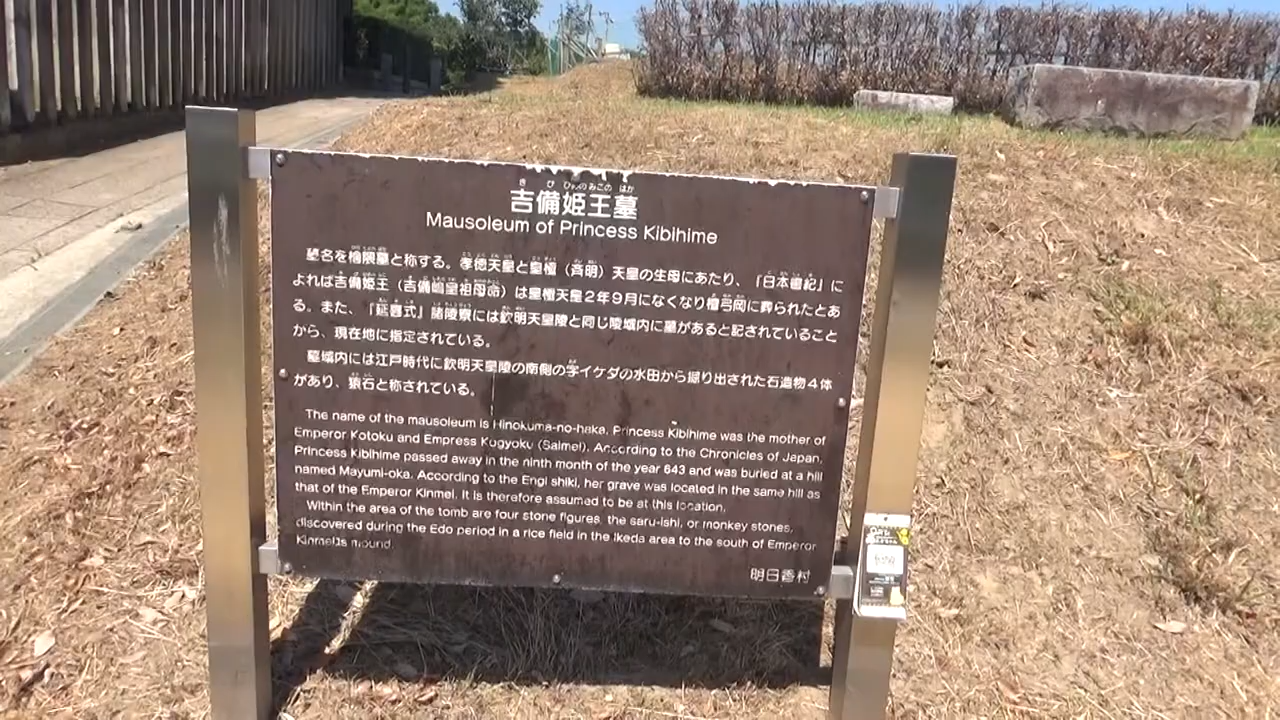 きび ひめのみこの はか
吉備姫王墓
Mausoleum of Princess Kibihime
墓名を檜隈墓と称する。孝徳天皇と皇極（斉明）天皇の生母にあたり、「日本書紀」に
よれば吉備姫王（吉備嶋皇祖母命）は皇極天皇２年９月になくなり檀弓岡に葬られたとあ
る。また、「延喜式」諸陵寮には欽明天皇陵と同じ陵域内に墓があると記されていること
から、現在地に指定されている。
墓域内には江戸時代に欽明天皇陵の南側の字イケダの水田から掘り出された石造物４体
があり、猿石と称されている。
The name of the mausoleum is Hinokuma-no-haka. Princess Kibihime was the mother of
Emperor Kotoku and Empress Kogyoku (Saimei). According to the Chronicles of Japan,
Princess Kibihime passed away in the ninth month of the year 643 and was buried at a hill
named Mayumi-oka. According to the Engi shiki, her grave was located in the same hill as
that of the Emperor Kinmei. It is therefore assumed to be at this location.
Within the area of the tomb are four stone figures, the saru-ishi, or monkey stones,
discovered during the Edo period in a rice field in the Ikeda area to the south of Emperor
Kinmei's mound.
明日香村